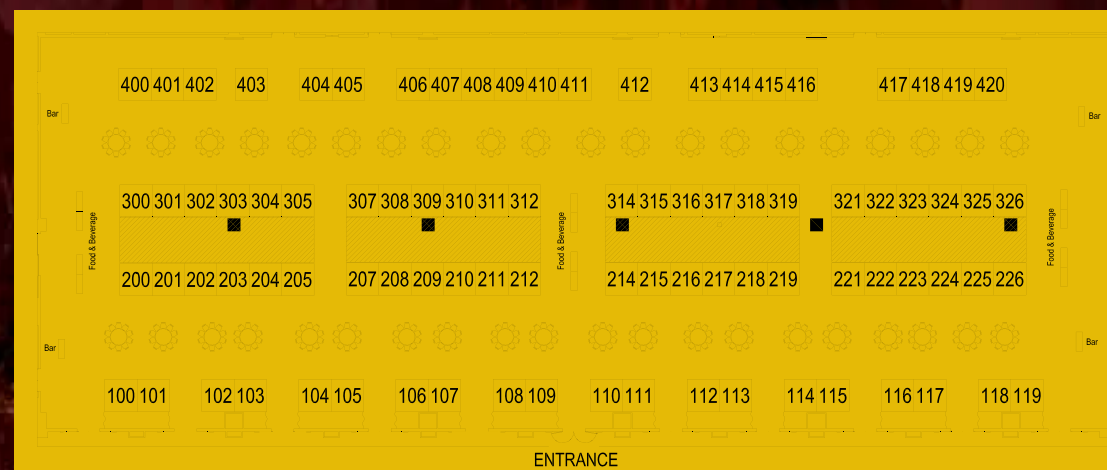 400 401 402 403 404 405 406 407 408 409 410 411 412 413 414 415 416 417 418 419 420
Bar Bar
300 301 302 303 304 305 307 308 309 310 311 312 314 315 316 317 318 319 321 322 323 324 325 326
Food & Beverage Food & Beverage Food & Beverage
200 201 202 203 204 205 207 208 209 210 211 212 214 215 216 217 218 219 221 222 223 224 225 226
Bar Bar
100 101 102 103 104 105 106 107 108 109 110 111 112 113 114 115 116 117 118 119
ENTRANCE